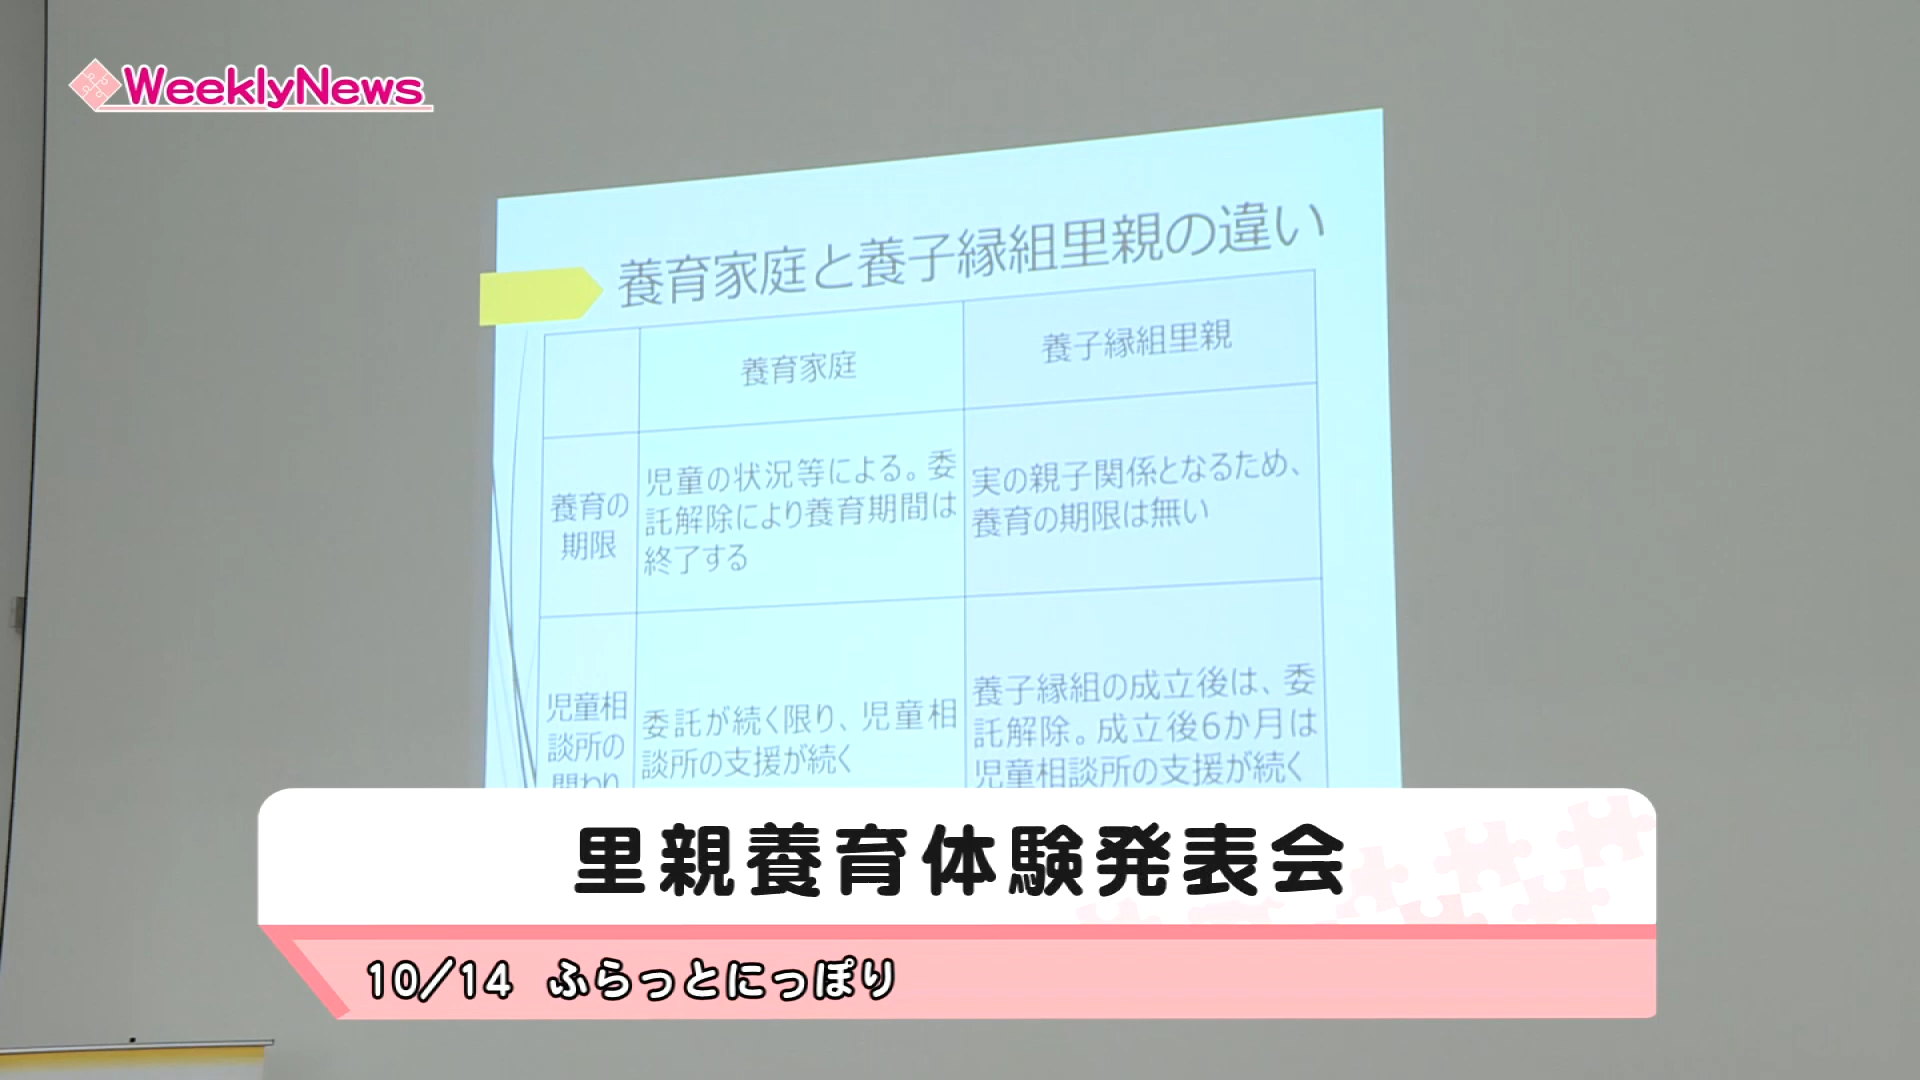 WeeklyNews
養育家庭と養子縁組里親の違い
養育家庭
養子縁組里親
養育の
期限
児童の状況等による。委
託解除により養育期間は
終了する
実の親子関係となるため、
養育の期限は無い
児童相
談所の
関わり
委託が続く限り、児童相
談所の支援が続く
養子縁組の成立後は、委
託解除。成立後6か月は
児童相談所の支援が続く
里親養育体験発表会
10/14 ふらっとにっぽり